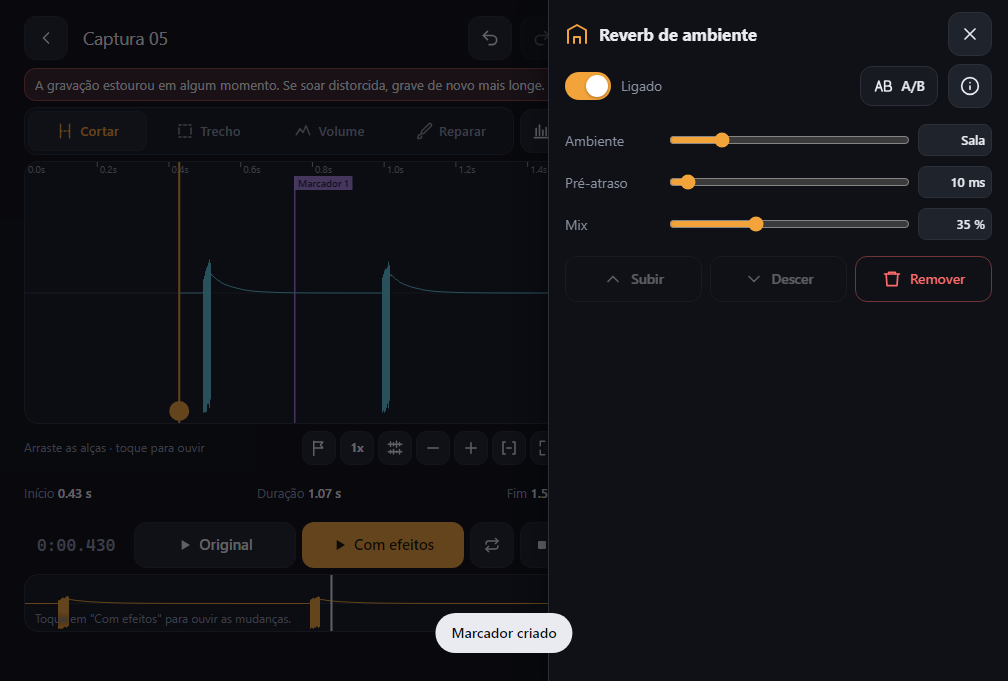 Captura 05
Reverb de ambiente
A gravação estourou em algum momento. Se soar distorcida, grave de novo mais longe.
Ligado
AB A/B
Cortar
Trecho
Volume
Reparar
Ambiente
Sala
0.0s
0.2s
0.4s
0.6s
0.8s
1.0s
1.2s
1.4s
Marcador 1
Pré-atraso
10 ms
Mix
35 %
Subir
Descer
Remover
Arraste as alças · toque para ouvir
1x
Início 0.43 s
Duração 1.07 s
Fim 1.5
0:00.430
Original
Com efeitos
Toque em "Com efeitos" para ouvir as mudanças.
Marcador criado